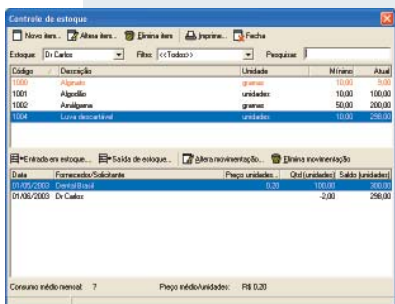 Controle de estoque
Novo item... Altera item... Elimina item Imprime... Fecha
Estoque: Dr Carlos Filtro: <<Todos>> Pesquisar:
Código / Descrição Unidade Mínimo Atual
1000 Alginato gramas 10,00 9,00
1001 Algodão unidades 10,00 100,00
1002 Amálgama gramas 50,00 200,00
1004 Luva descartável unidades 10,00 298,00
Entrada em estoque... Saída de estoque... Altera movimentação... Elimina movimentação
Data Fornecedor/Solicitante Preço unidades... Qtd (unidades) Saldo (unidades)
01/05/2003 Dental Brasil 0,20 100,00 300,00
01/06/2003 Dr Carlos -2,00 298,00
Consumo médio mensal: ? Preço médio/unidades: R$ 0,20